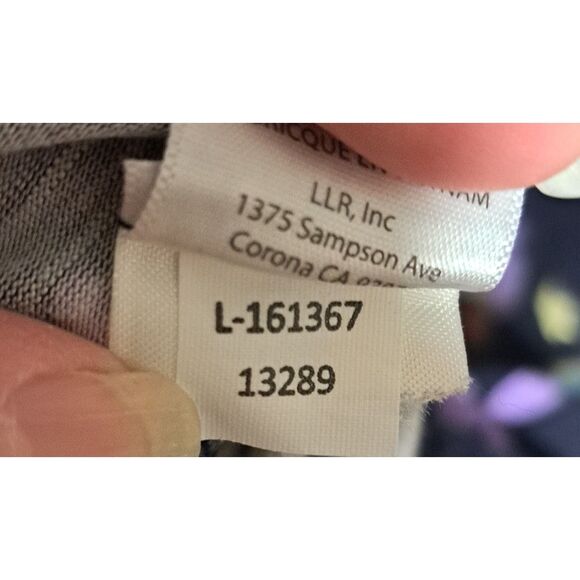 LLR, Inc
1375 Sampson Ave
Corona CA
L-161367
13289